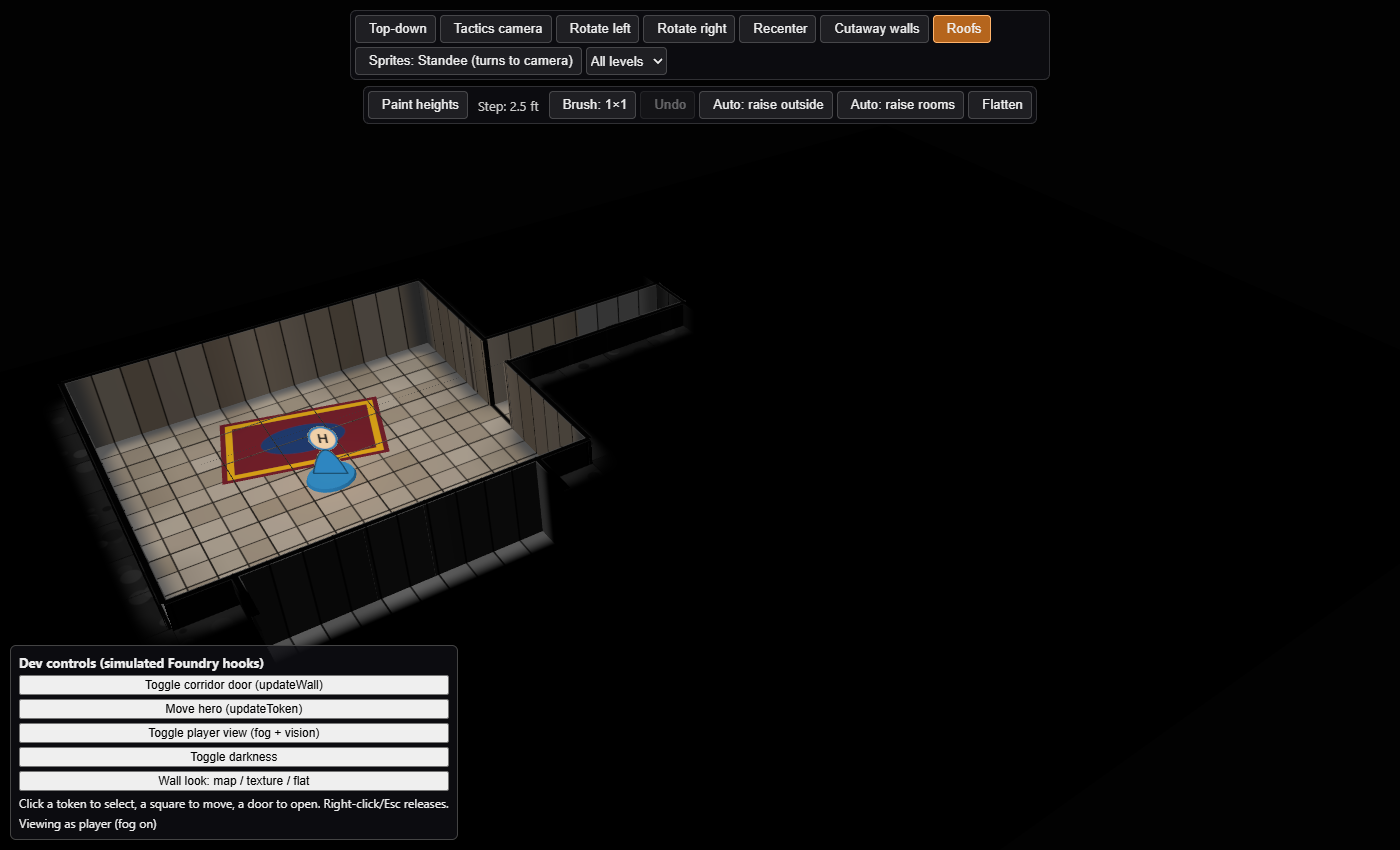 Top-down Tactics camera Rotate left Rotate right Recenter Cutaway walls Roofs
Sprites: Standee (turns to camera) All levels
Paint heights Step: 2.5 ft Brush: 1×1 Undo Auto: raise outside Auto: raise rooms Flatten
H
Dev controls (simulated Foundry hooks)
Toggle corridor door (updateWall)
Move hero (updateToken)
Toggle player view (fog + vision)
Toggle darkness
Wall look: map / texture / flat
Click a token to select, a square to move, a door to open. Right-click/Esc releases.
Viewing as player (fog on)